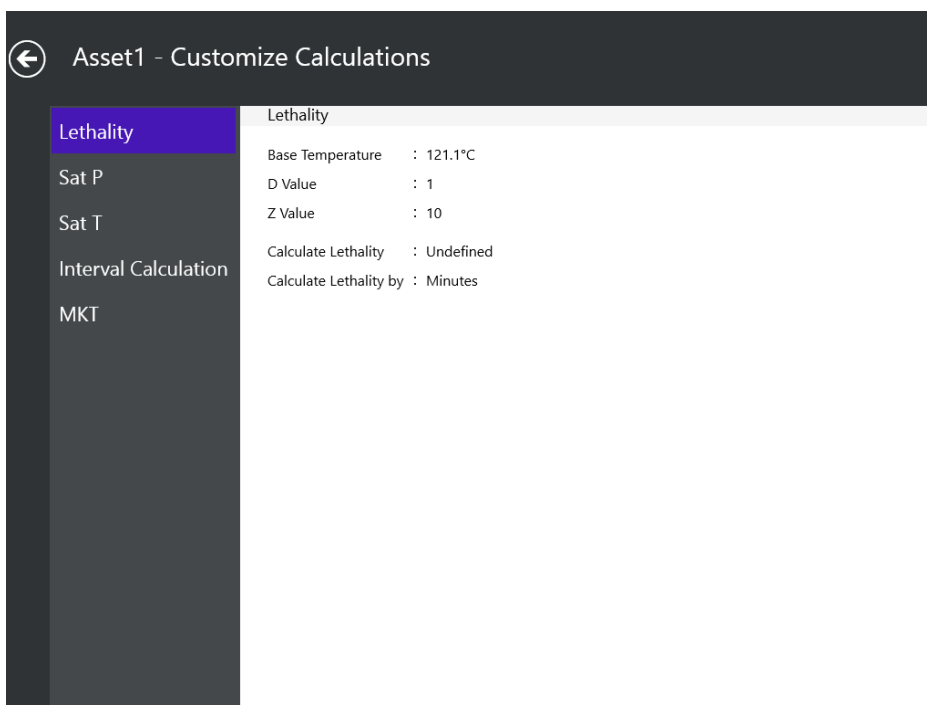 Asset1 - Customize Calculations
Lethality
Sat P
Sat T
Interval Calculation
MKT
Lethality
Base Temperature : 121.1°C
D Value : 1
Z Value : 10
Calculate Lethality : Undefined
Calculate Lethality by : Minutes